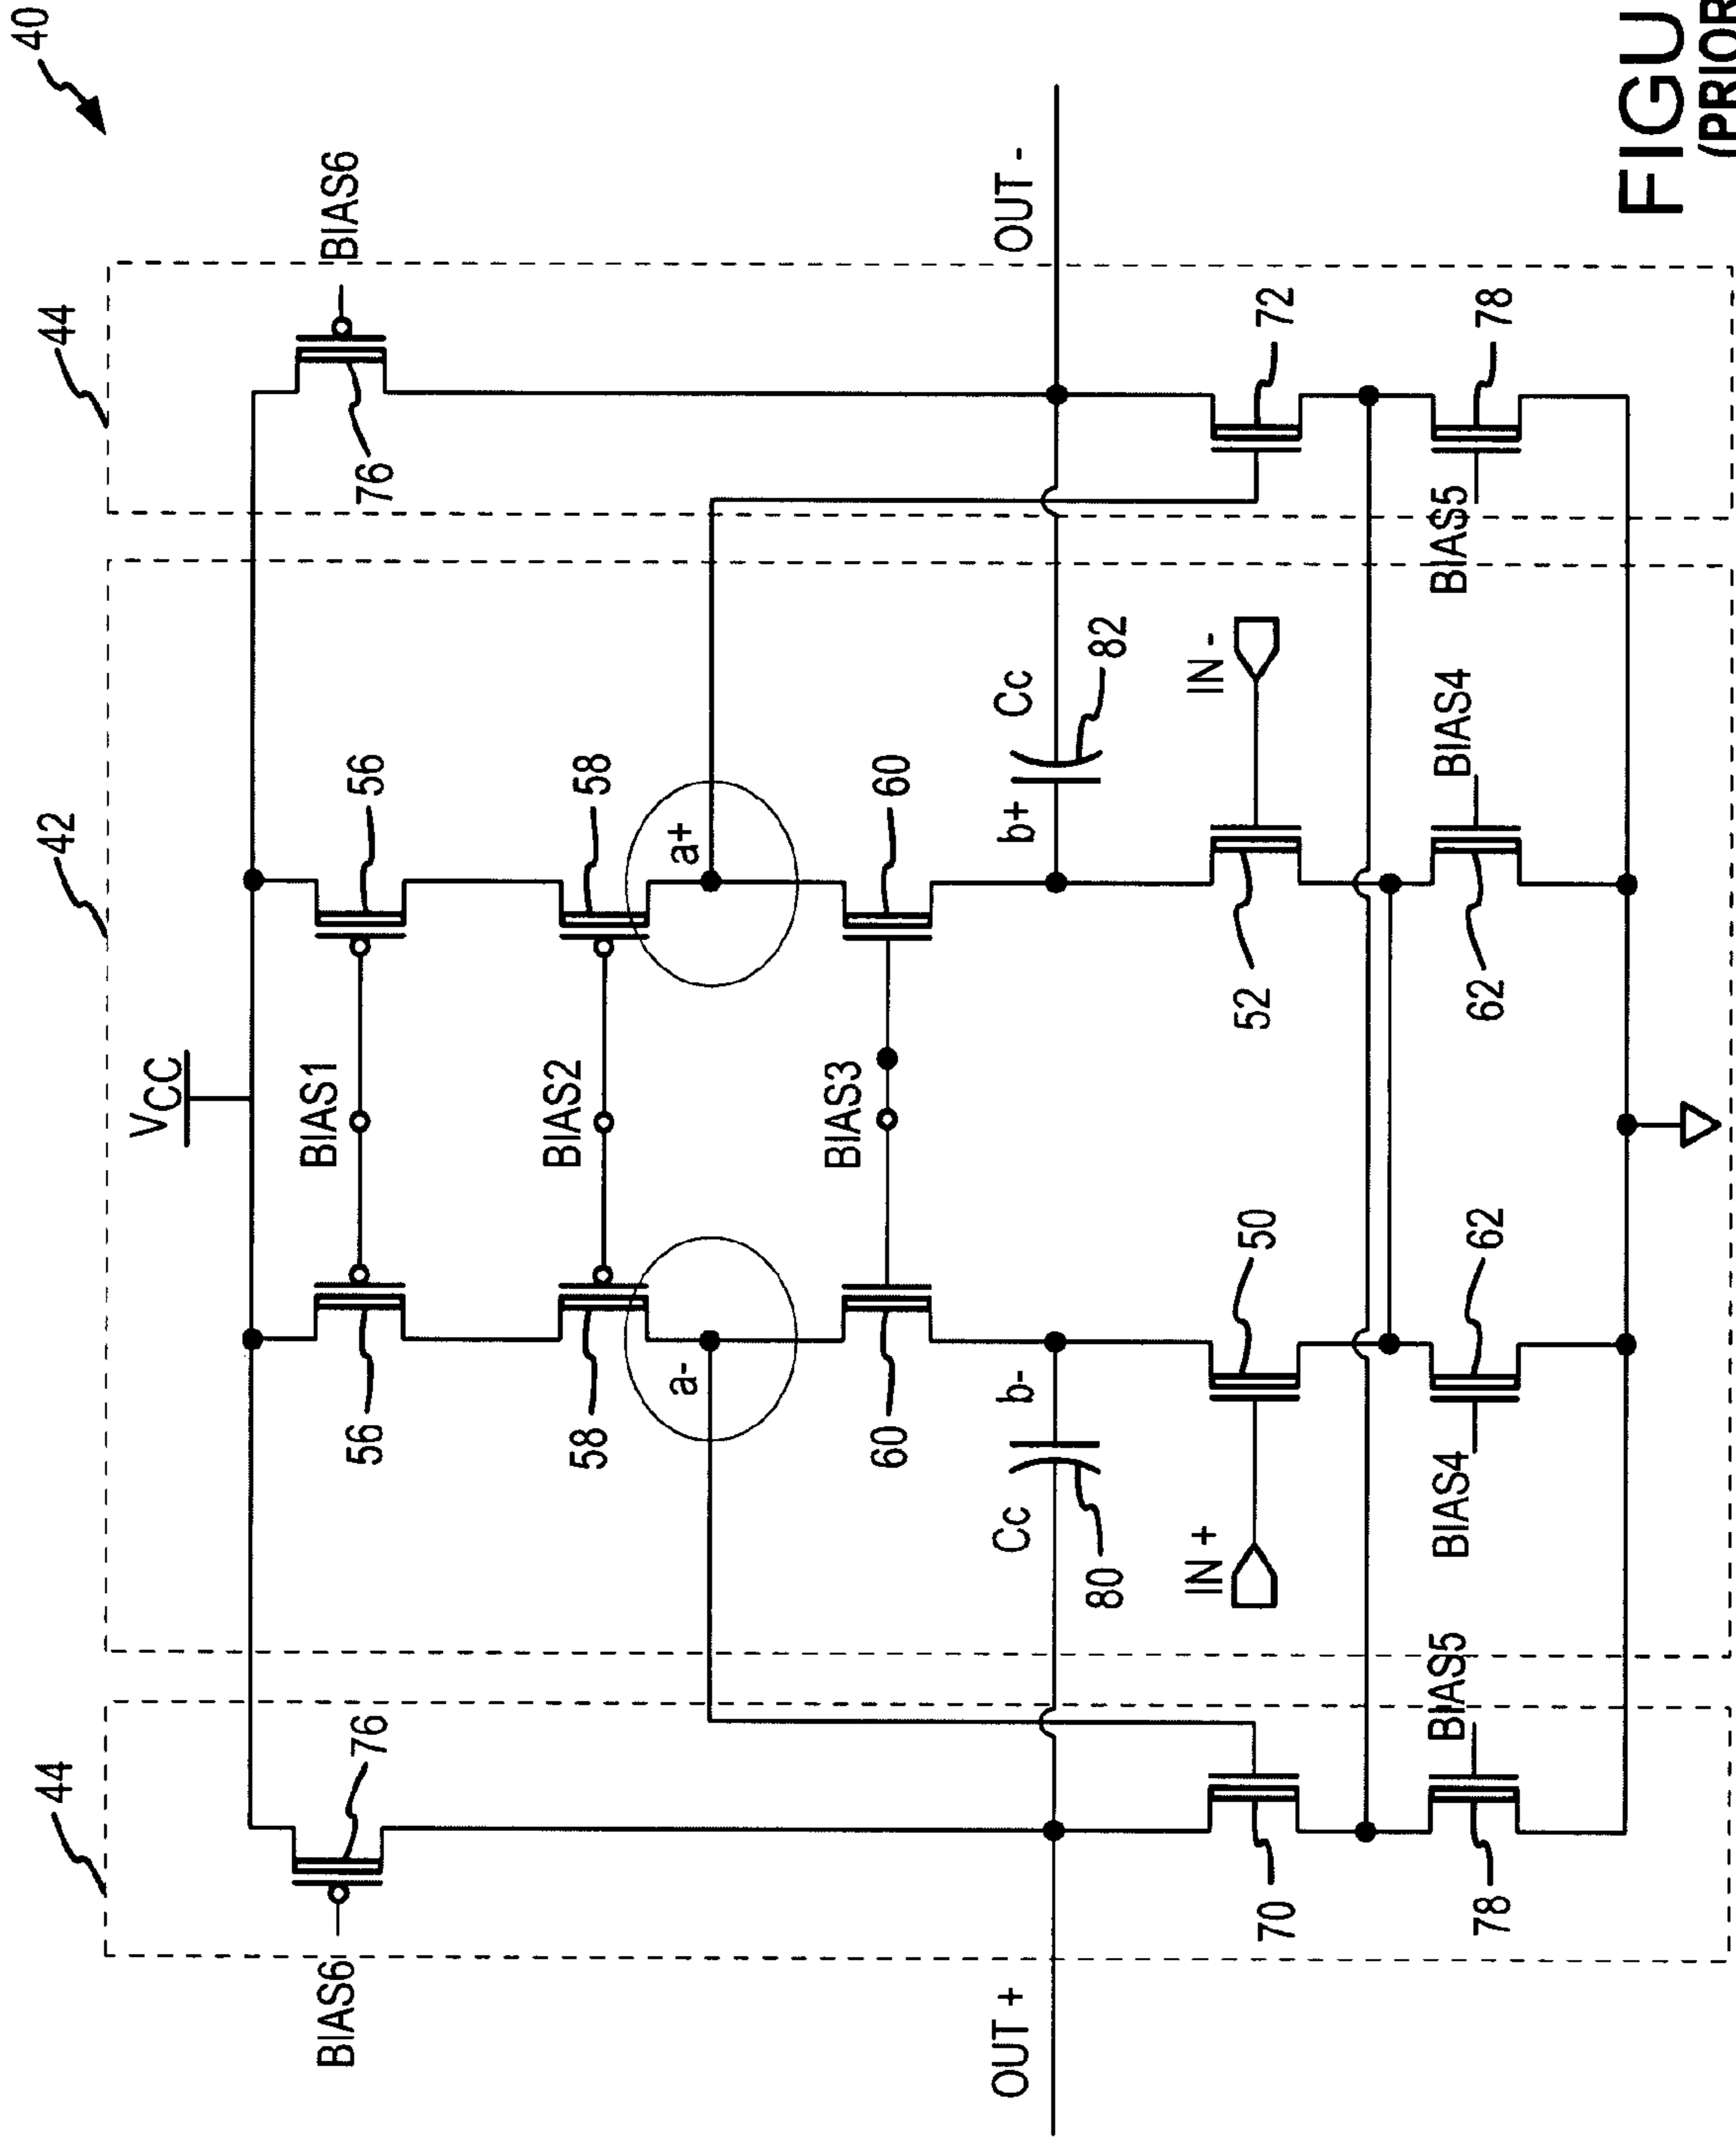 40
44
42
44
VCC
BIAS6
BIAS1
BIAS6
76
56
56
76
BIAS2
58
58
a-
a+
BIAS3
60
60
OUT +
Cc
b-
b+
Cc
OUT -
80
82
IN +
IN -
70
50
52
72
BIAS5
BIAS4
BIAS4
BIAS5
78
62
62
78
FIGU
(PRIOR